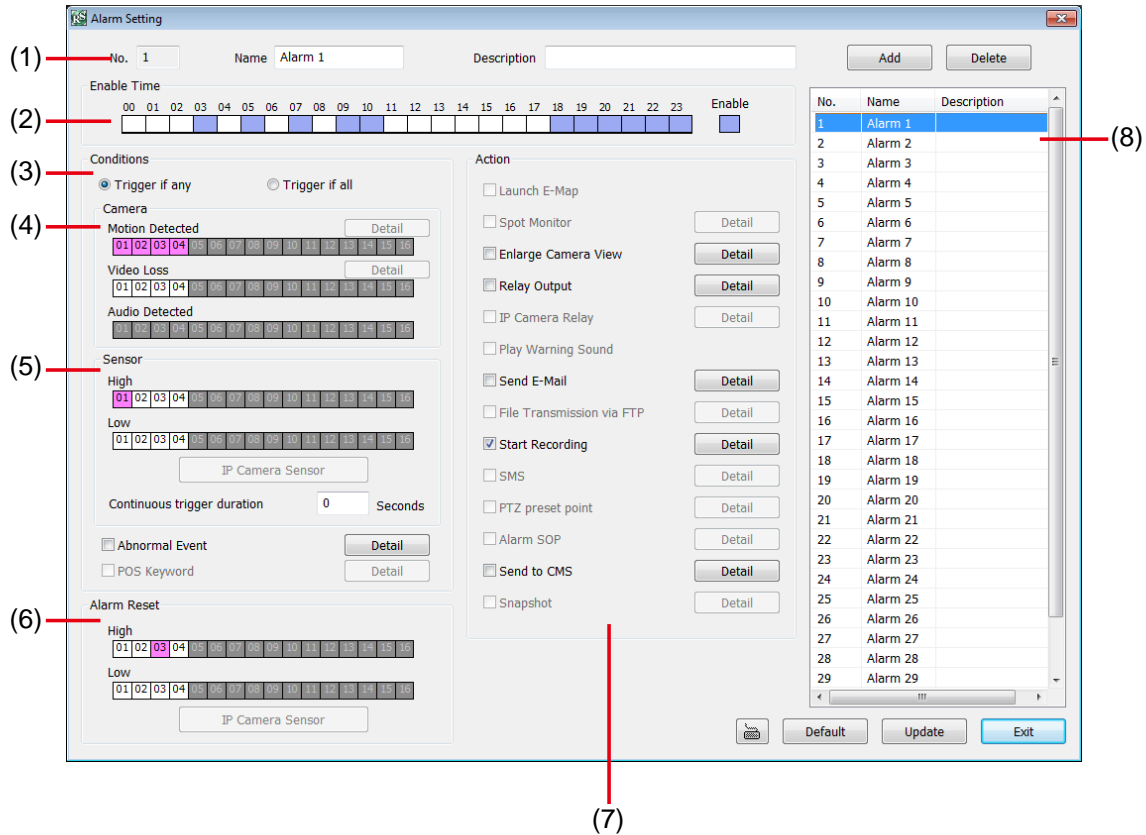 Alarm Setting
(1)
No. 1 Name Alarm 1 Description Add Delete
Enable Time
00 01 02 03 04 05 06 07 08 09 10 11 12 13 14 15 16 17 18 19 20 21 22 23 Enable
(2)
Conditions
(3)
Trigger if any Trigger if all
Camera
(4)
Motion Detected Detail
01 02 03 04 05 06 07 08 09 10 11 12 13 14 15 16
Video Loss Detail
01 02 03 04 05 06 07 08 09 10 11 12 13 14 15 16
Audio Detected
01 02 03 04 05 06 07 08 09 10 11 12 13 14 15 16
Sensor
(5)
High
01 02 03 04 05 06 07 08 09 10 11 12 13 14 15 16
Low
01 02 03 04 05 06 07 08 09 10 11 12 13 14 15 16
IP Camera Sensor
Continuous trigger duration 0 Seconds
Abnormal Event Detail
POS Keyword Detail
Alarm Reset
(6)
High
01 02 03 04 05 06 07 08 09 10 11 12 13 14 15 16
Low
01 02 03 04 05 06 07 08 09 10 11 12 13 14 15 16
IP Camera Sensor
Action
Launch E-Map
Spot Monitor Detail
Enlarge Camera View Detail
Relay Output Detail
IP Camera Relay Detail
Play Warning Sound
Send E-Mail Detail
File Transmission via FTP Detail
Start Recording Detail
SMS Detail
PTZ preset point Detail
Alarm SOP Detail
Send to CMS Detail
Snapshot Detail
(7)
No. Name Description
1 Alarm 1
(8)
2 Alarm 2
3 Alarm 3
4 Alarm 4
5 Alarm 5
6 Alarm 6
7 Alarm 7
8 Alarm 8
9 Alarm 9
10 Alarm 10
11 Alarm 11
12 Alarm 12
13 Alarm 13
14 Alarm 14
15 Alarm 15
16 Alarm 16
17 Alarm 17
18 Alarm 18
19 Alarm 19
20 Alarm 20
21 Alarm 21
22 Alarm 22
23 Alarm 23
24 Alarm 24
25 Alarm 25
26 Alarm 26
27 Alarm 27
28 Alarm 28
29 Alarm 29
Default Update Exit